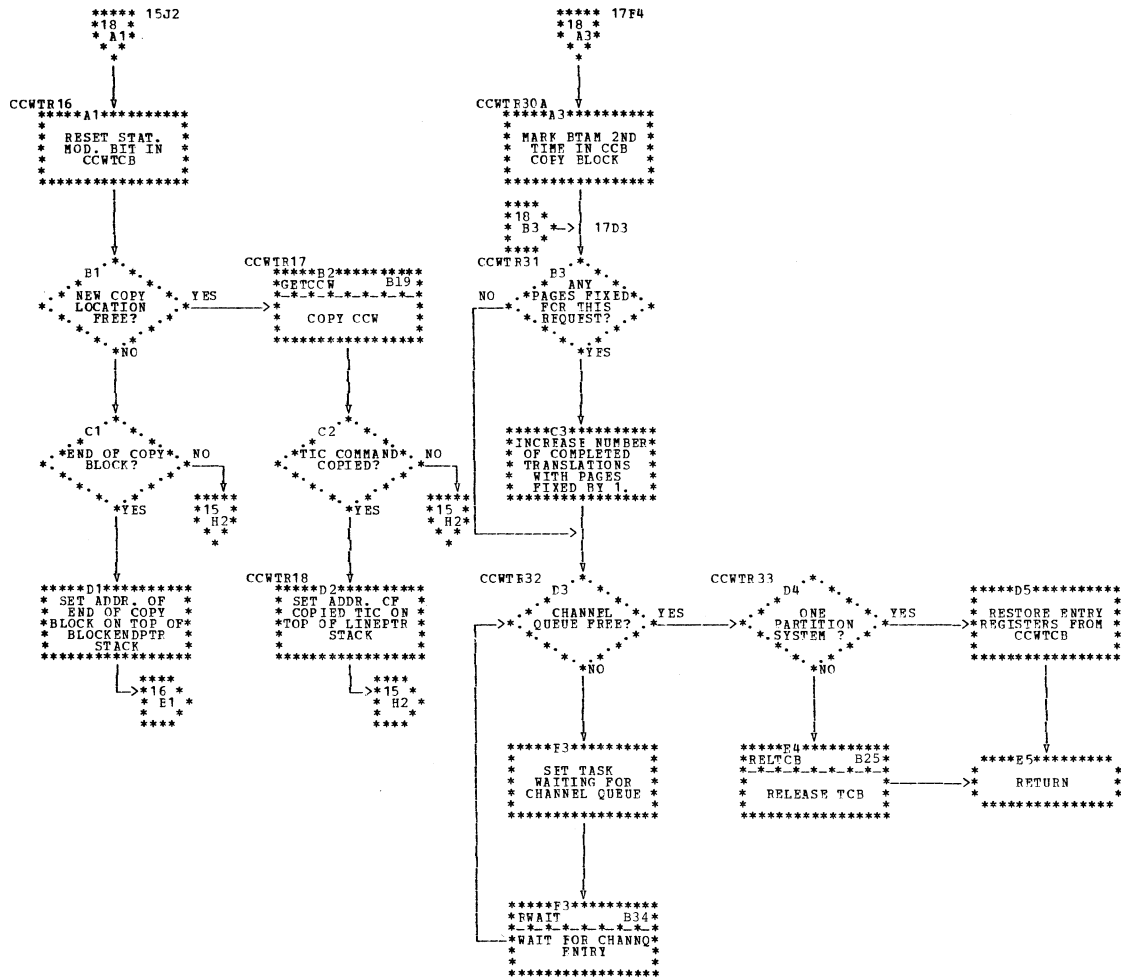 15J2
18
A1
CCWTR16
A1
RESET STAT.
MOD. BIT IN
CCWTCB
B1
NEW COPY
LOCATION
FREE?
YES
NO
C1
END OF COPY
BLOCK?
NO
YES
15
H2
D1
SET ADDR. OF
END OF COPY
BLOCK ON TOP OF
BLOCKENDPTR
STACK
16
E1
CCWTR17
B2
GETCCW B19
COPY CCW
C2
TIC COMMAND
COPIED?
NO
YES
15
H2
CCWTR18
D2
SET ADDR. CF
COPIED TIC ON
TOP OF LINEPTR
STACK
15
H2
17F4
18
A3
CCWTR30A
A3
MARK BTAM 2ND
TIME IN CCB
COPY BLOCK
18
B3
17D3
CCWTR31
B3
ANY
PAGES FIXED
FOR THIS
REQUEST?
NO
YES
C3
INCREASE NUMBER
OF COMPLETED
TRANSLATIONS
WITH PAGES
FIXED BY 1.
CCWTR32
D3
CHANNEL
QUEUE FREE?
YES
NO
E3
SET TASK
WAITING FOR
CHANNEL QUEUE
F3
RWAIT B34
WAIT FOR CHANNQ
ENTRY
CCWTR33
D4
ONE
PARTITION
SYSTEM ?
YES
NO
E4
RELTCB B25
RELEASE TCB
D5
RESTORE ENTRY
REGISTERS FROM
CCWTCB
E5
RETURN